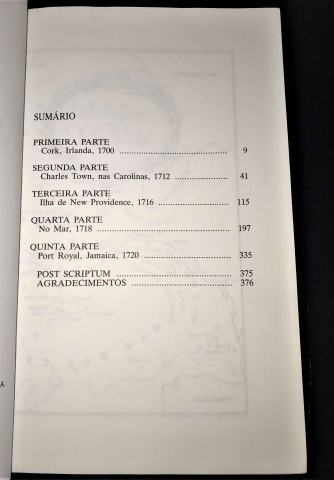 SUMÁRIO
PRIMEIRA PARTE
Cork, Irlanda, 1700 ........................................ 9
SEGUNDA PARTE
Charles Town, nas Carolinas, 1712 ........................ 41
TERCEIRA PARTE
Ilha de New Providence, 1716 ............................ 115
QUARTA PARTE
No Mar, 1718 ............................................. 197
QUINTA PARTE
Port Royal, Jamaica, 1720 ................................ 335
POST SCRIPTUM ........................................ 375
AGRADECIMENTOS .................................... 376